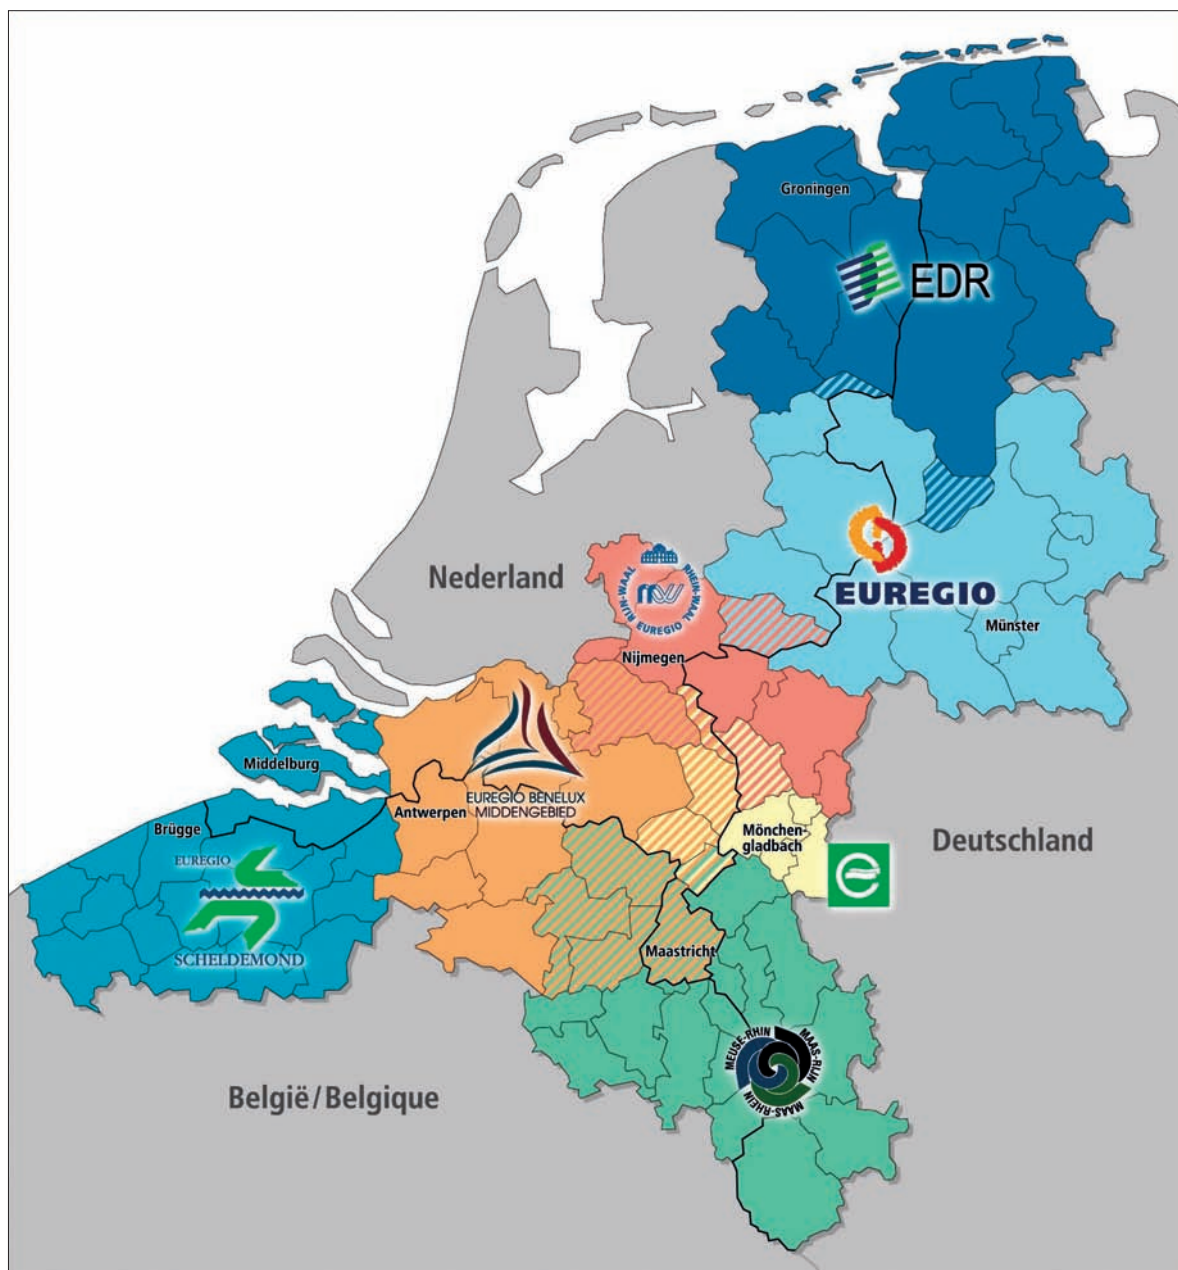 Groningen
EDR
EUREGIO
Münster
Nederland
RIJN-WAAL
RHEIN-WAAL
EUREGIO
Nijmegen
Middelburg
EUREGIO BENELUX
MIDDENGEBIED
Antwerpen
Brügge
Mönchen-
gladbach
Deutschland
e
EUREGIO
SCHELDEMOND
Maastricht
MEUSE-RHIN
MAAS-RIJN
MAAS-RHEIN
België/Belgique